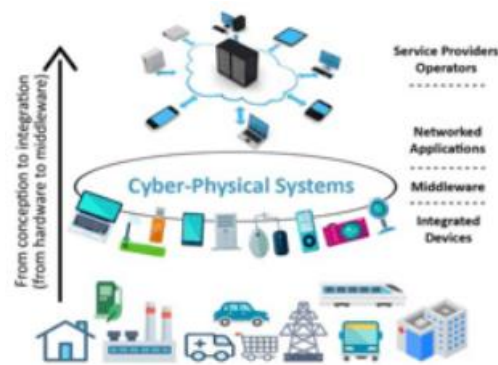 From conception to integration
(from hardware to middleware)
Service Providers
Operators
Networked
Applications
Cyber-Physical Systems
Middleware
Integrated
Devices